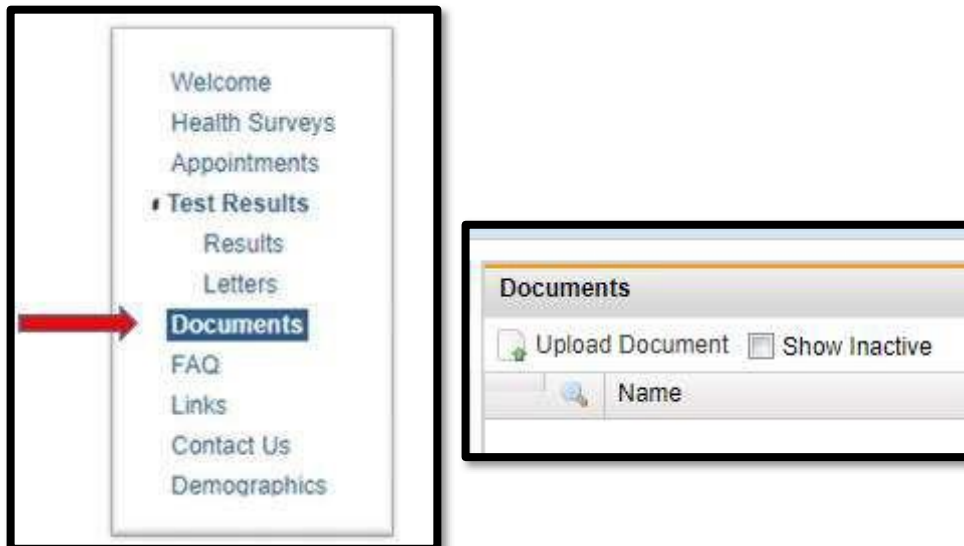 Welcome
Health Surveys
Appointments
Test Results
Results
Letters
Documents
FAQ
Links
Contact Us
Demographics
Documents
Upload Document Show Inactive
Name